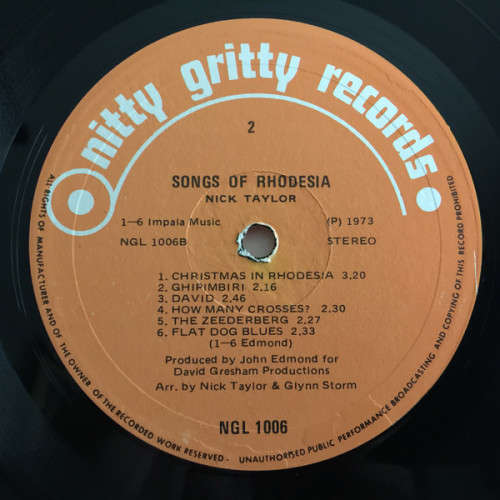 nitty gritty records
2
SONGS OF RHODESIA
NICK TAYLOR
1—6 Impala Music (P) 1973
NGL 1006B STEREO
1. CHRISTMAS IN RHODESIA 3,20
2. GHIRIMBIRI 2,16
3. DAVID 2,46
4. HOW MANY CROSSES? 2.30
5. THE ZEEDERBERG 2,27
6. FLAT DOG BLUES 2,33
(1—6 Edmond)
Produced by John Edmond for
David Gresham Productions
Arr. by Nick Taylor & Glynn Storm
NGL 1006
ALL RIGHTS OF MANUFACTURER AND OF THE OWNER OF THE RECORDED WORK RESERVED - UNAUTHORISED PUBLIC PERFORMANCE BROADCASTING AND COPYING OF THIS RECORD PROHIBITED